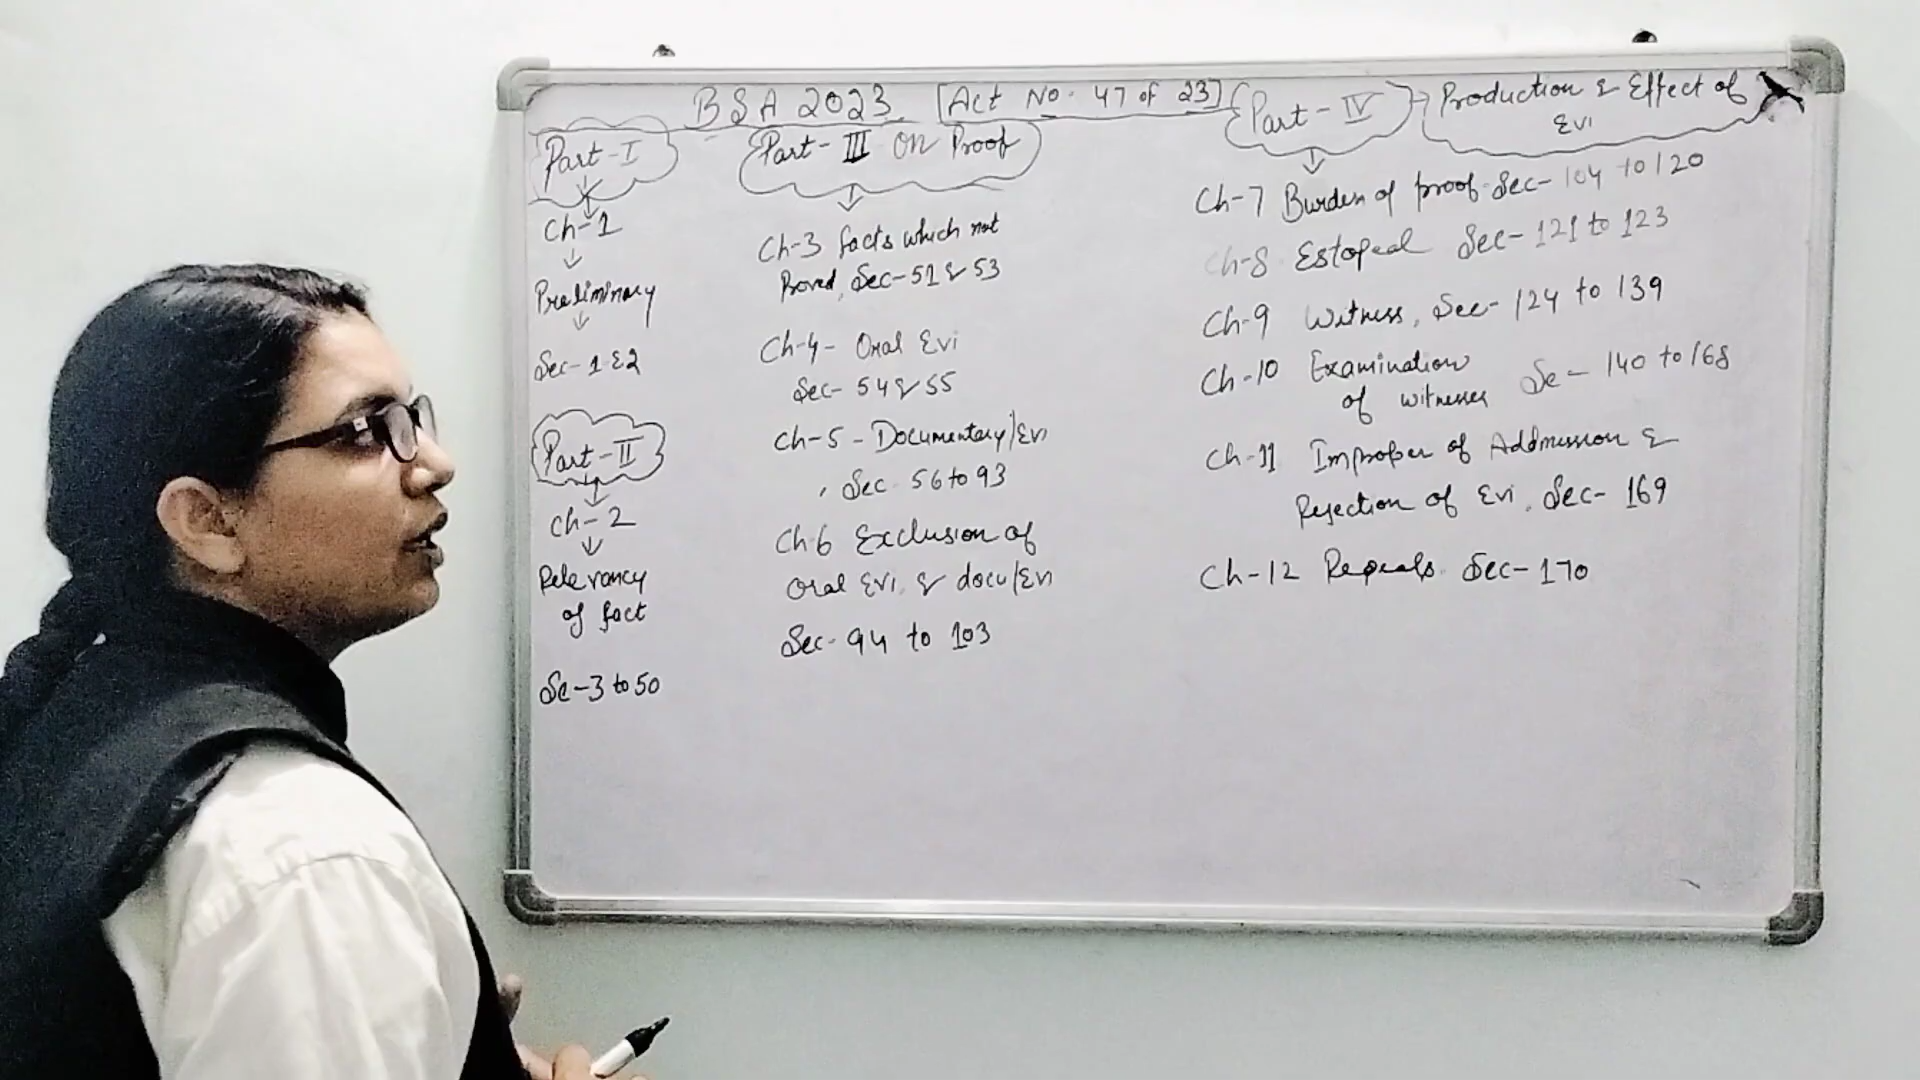 BSA 2023 [Act No. 47 of 23]
Part-I
Ch-1
Preliminary
Sec-1 & 2
Part-II
Ch-2
Relevancy
of fact
Se-3 to 50
Part-III on Proof
Ch-3 facts which not
Proved, Sec-51 & 53
Ch-4- Oral Evi
Sec- 54 & 55
Ch-5 - Documentary/Evi
, Sec- 56 to 93
Ch 6 Exclusion of
Oral Evi. & docu/Evi
Sec- 94 to 103
Part-IV → Production & Effect of
Evi
Ch-7 Burden of proof. Sec- 104 to 120
Ch-8 Estopeal Sec- 121 to 123
Ch-9 Witness, Sec- 124 to 139
Ch-10 Examination
of witnesses Se - 140 to 168
Ch-11 Improper of Addmission &
Rejection of Evi, Sec- 169
Ch-12 Repeals. Sec-170